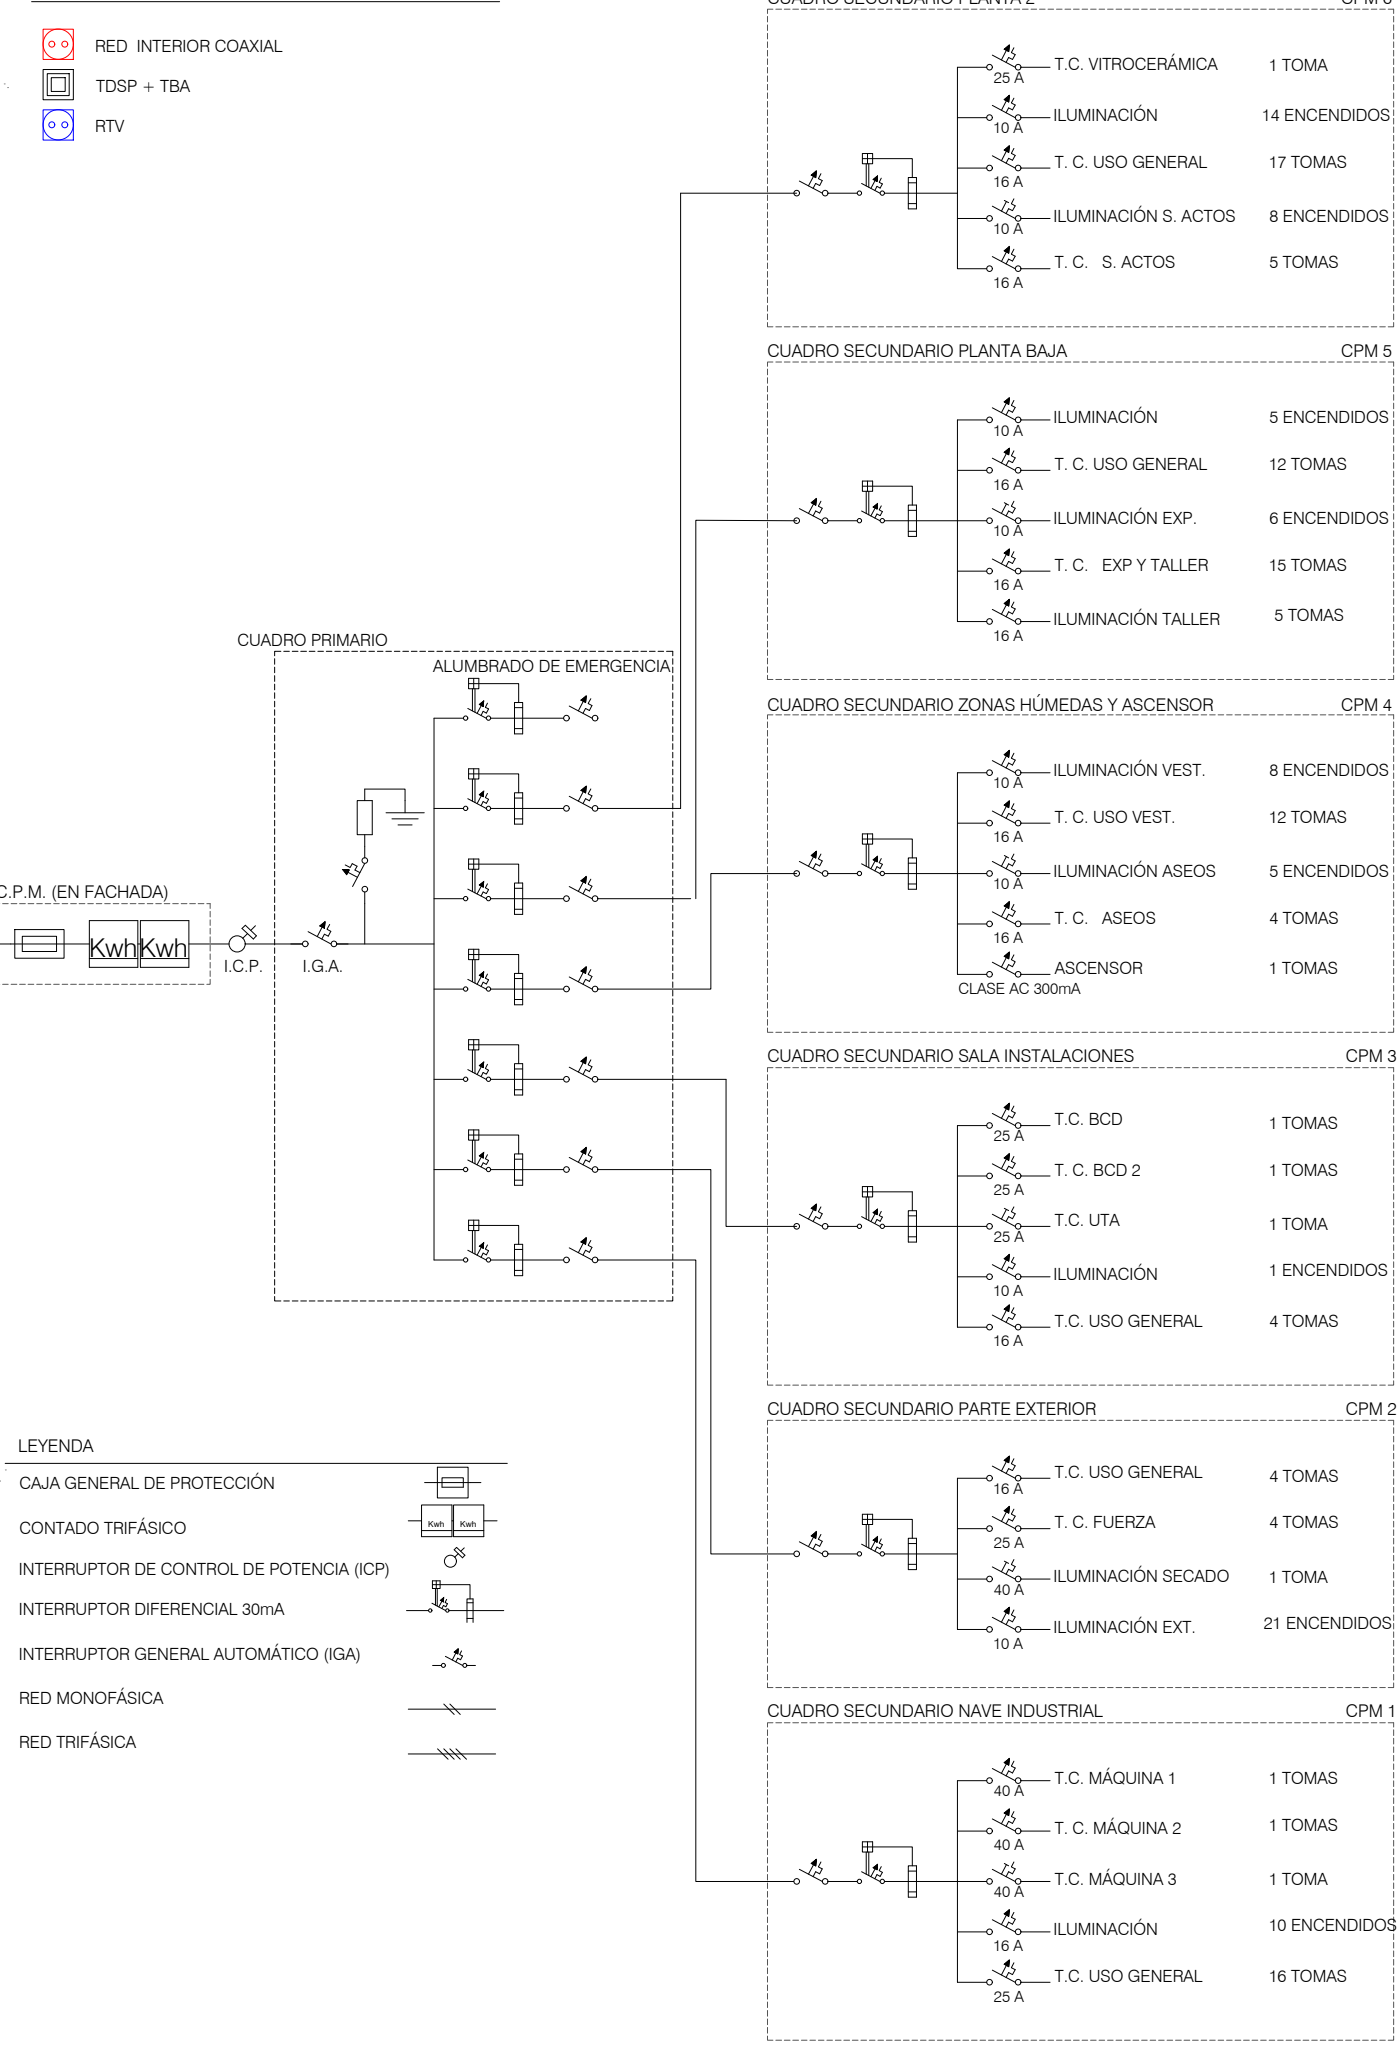 RED INTERIOR COAXIAL
TDSP + TBA
RTV
CUADRO SECUNDARIO PLANTA 2
T.C. VITROCERÁMICA 1 TOMA
25 A
ILUMINACIÓN 14 ENCENDIDOS
10 A
T. C. USO GENERAL 17 TOMAS
16 A
ILUMINACIÓN S. ACTOS 8 ENCENDIDOS
10 A
T. C. S. ACTOS 5 TOMAS
16 A
CUADRO SECUNDARIO PLANTA BAJA CPM 5
ILUMINACIÓN 5 ENCENDIDOS
10 A
T. C. USO GENERAL 12 TOMAS
16 A
ILUMINACIÓN EXP. 6 ENCENDIDOS
10 A
T. C. EXP Y TALLER 15 TOMAS
16 A
ILUMINACIÓN TALLER 5 TOMAS
16 A
CUADRO PRIMARIO
ALUMBRADO DE EMERGENCIA
C.P.M. (EN FACHADA)
Kwh Kwh
I.C.P. I.G.A.
CUADRO SECUNDARIO ZONAS HÚMEDAS Y ASCENSOR CPM 4
ILUMINACIÓN VEST. 8 ENCENDIDOS
10 A
T. C. USO VEST. 12 TOMAS
16 A
ILUMINACIÓN ASEOS 5 ENCENDIDOS
10 A
T. C. ASEOS 4 TOMAS
16 A
ASCENSOR 1 TOMAS
CLASE AC 300mA
CUADRO SECUNDARIO SALA INSTALACIONES CPM 3
T.C. BCD 1 TOMAS
25 A
T. C. BCD 2 1 TOMAS
25 A
T.C. UTA 1 TOMA
25 A
ILUMINACIÓN 1 ENCENDIDOS
10 A
T.C. USO GENERAL 4 TOMAS
16 A
CUADRO SECUNDARIO PARTE EXTERIOR CPM 2
T.C. USO GENERAL 4 TOMAS
16 A
T. C. FUERZA 4 TOMAS
25 A
ILUMINACIÓN SECADO 1 TOMA
40 A
ILUMINACIÓN EXT. 21 ENCENDIDOS
10 A
CUADRO SECUNDARIO NAVE INDUSTRIAL CPM 1
T.C. MÁQUINA 1 1 TOMAS
40 A
T. C. MÁQUINA 2 1 TOMAS
40 A
T.C. MÁQUINA 3 1 TOMA
40 A
ILUMINACIÓN 10 ENCENDIDOS
16 A
T.C. USO GENERAL 16 TOMAS
25 A
LEYENDA
CAJA GENERAL DE PROTECCIÓN
CONTADO TRIFÁSICO Kwh Kwh
INTERRUPTOR DE CONTROL DE POTENCIA (ICP)
INTERRUPTOR DIFERENCIAL 30mA
INTERRUPTOR GENERAL AUTOMÁTICO (IGA)
RED MONOFÁSICA
RED TRIFÁSICA